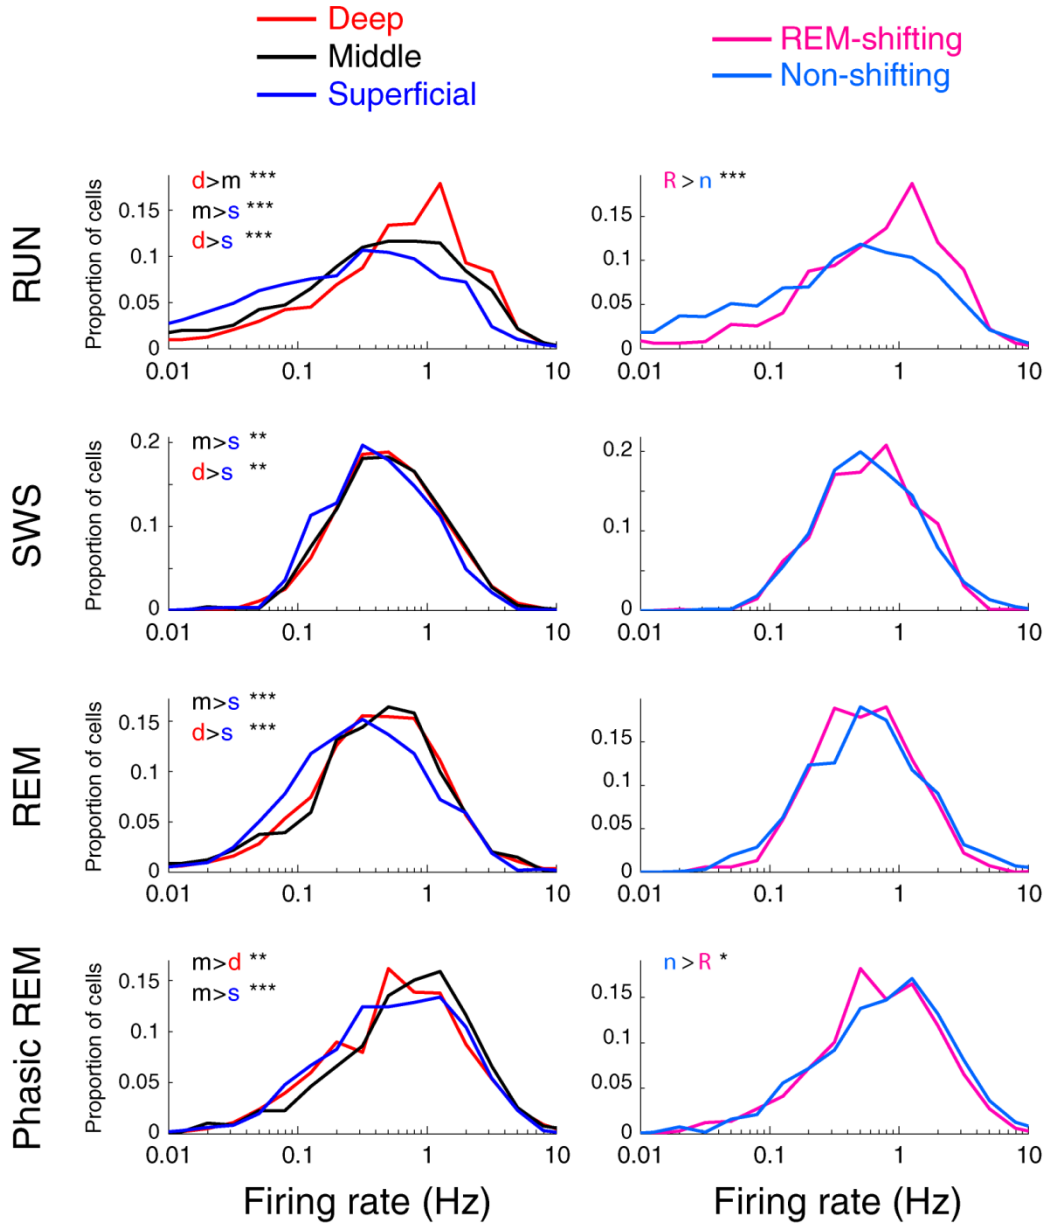 Deep
Middle
Superficial
REM-shifting
Non-shifting
RUN
Proportion of cells
0.15
0.1
0.05
0
d>m ***
m>s ***
d>s ***
0.01 0.1 1 10
0.15
0.1
0.05
0
R > n ***
0.01 0.1 1 10
SWS
Proportion of cells
0.2
0.1
0
m>s **
d>s **
0.01 0.1 1 10
0.2
0.1
0
0.01 0.1 1 10
REM
Proportion of cells
0.15
0.1
0.05
0
m>s ***
d>s ***
0.01 0.1 1 10
0.15
0.1
0.05
0
0.01 0.1 1 10
Phasic REM
Proportion of cells
0.15
0.1
0.05
0
m>d **
m>s ***
0.01 0.1 1 10
0.15
0.1
0.05
0
n > R *
0.01 0.1 1 10
Firing rate (Hz)
Firing rate (Hz)